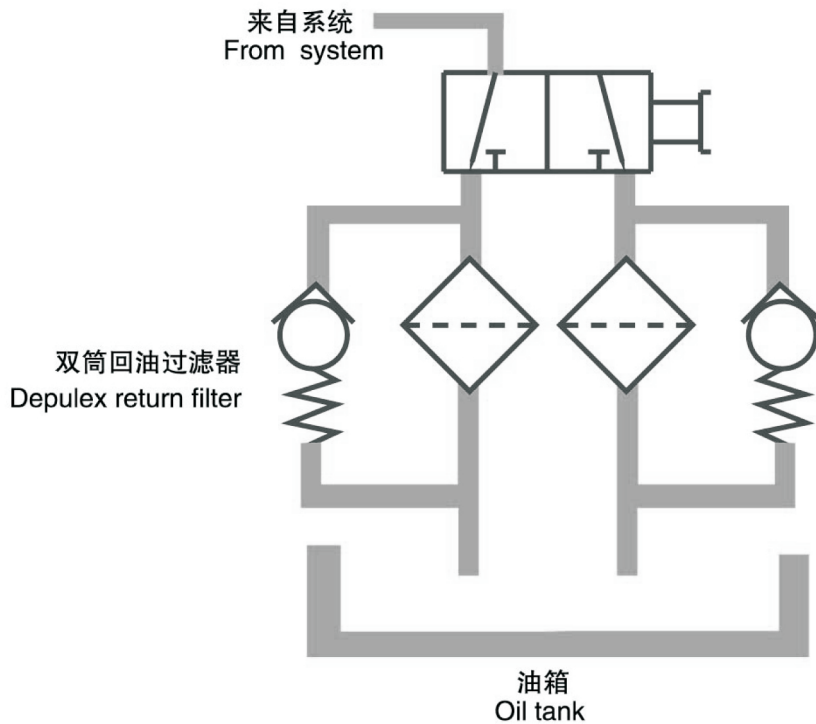 来自系统
From system
双筒回油过滤器
Depulex return filter
油箱
Oil tank